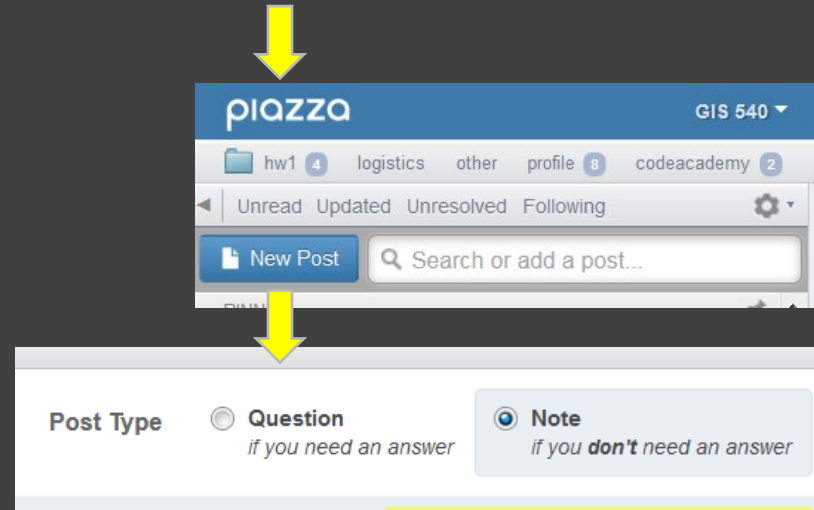 piazza GIS 540
hw1 4 logistics other profile 8 codeacademy 2
Unread Updated Unresolved Following
New Post Search or add a post...
Post Type Question Note
if you need an answer if you don't need an answer